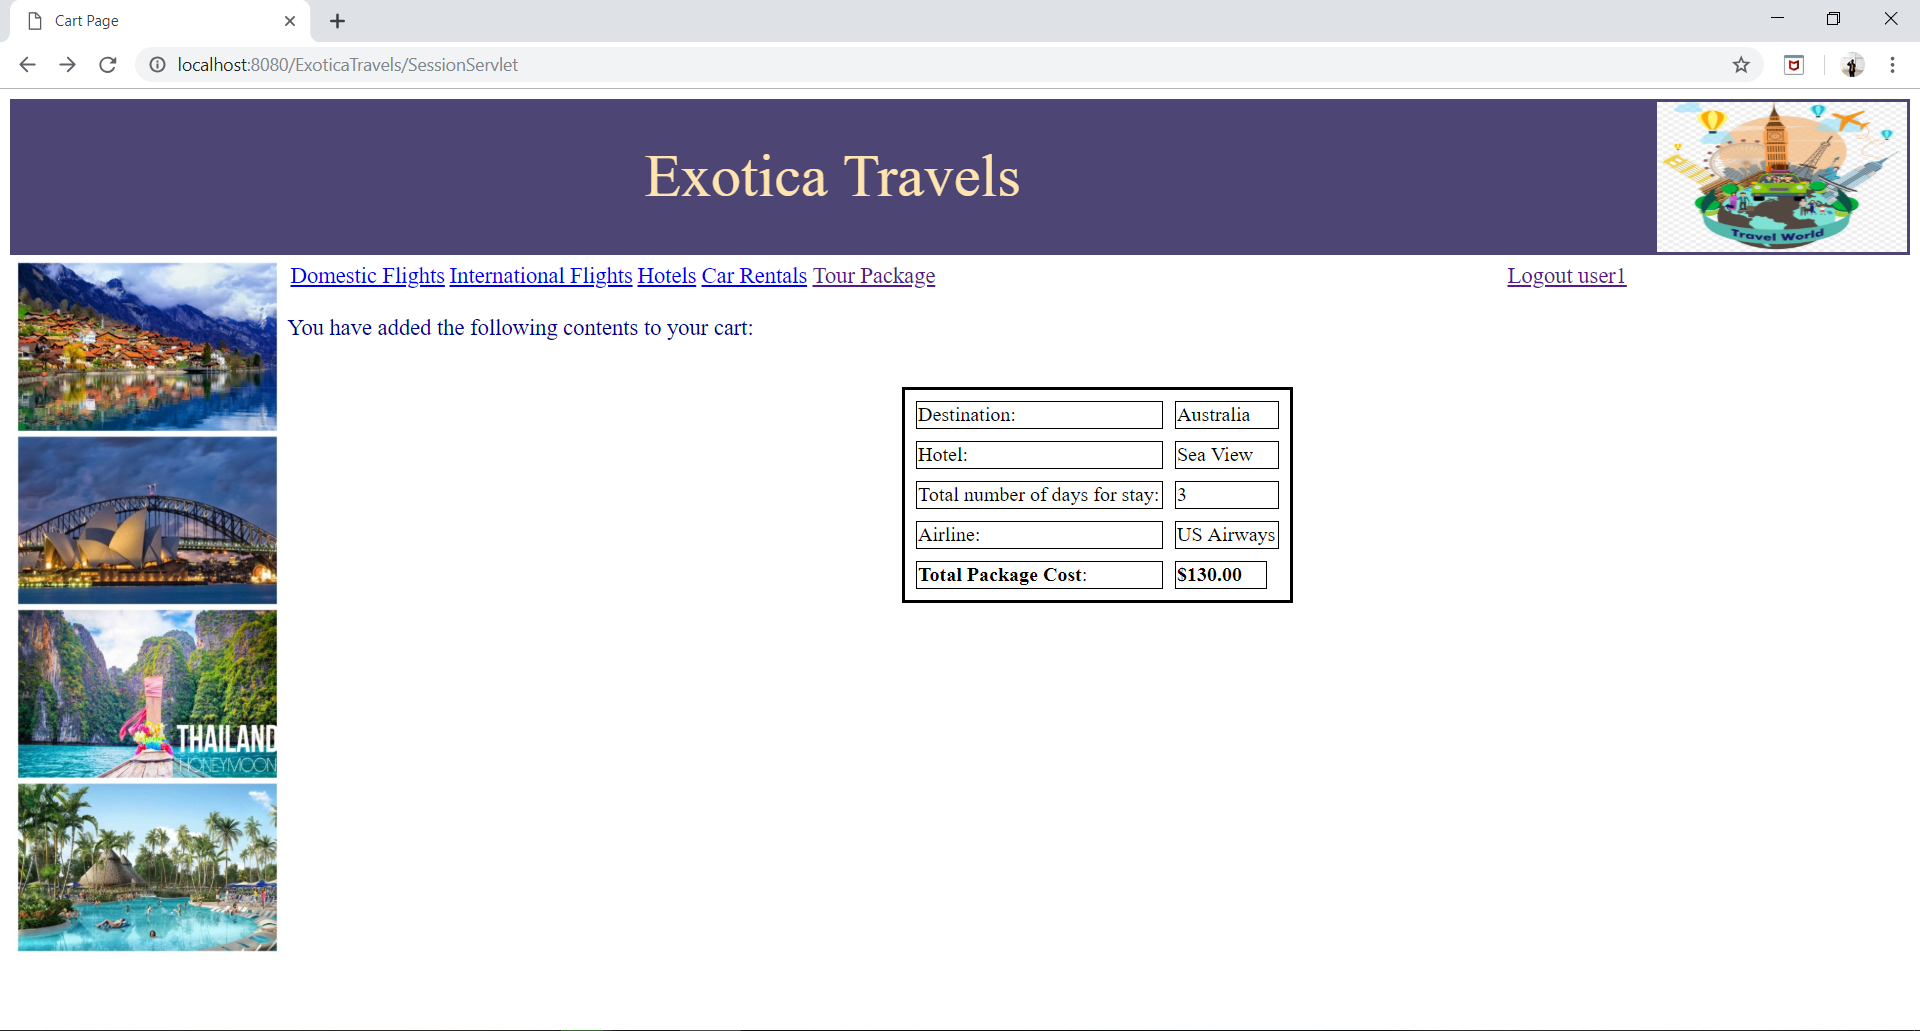 Cart Page
localhost:8080/ExoticaTravels/SessionServlet
Exotica Travels
Travel World
Domestic Flights International Flights Hotels Car Rentals Tour Package Logout user1
You have added the following contents to your cart:
Destination: Australia
Hotel: Sea View
Total number of days for stay: 3
Airline: US Airways
Total Package Cost: $130.00
THAILAND
HONEYMOON